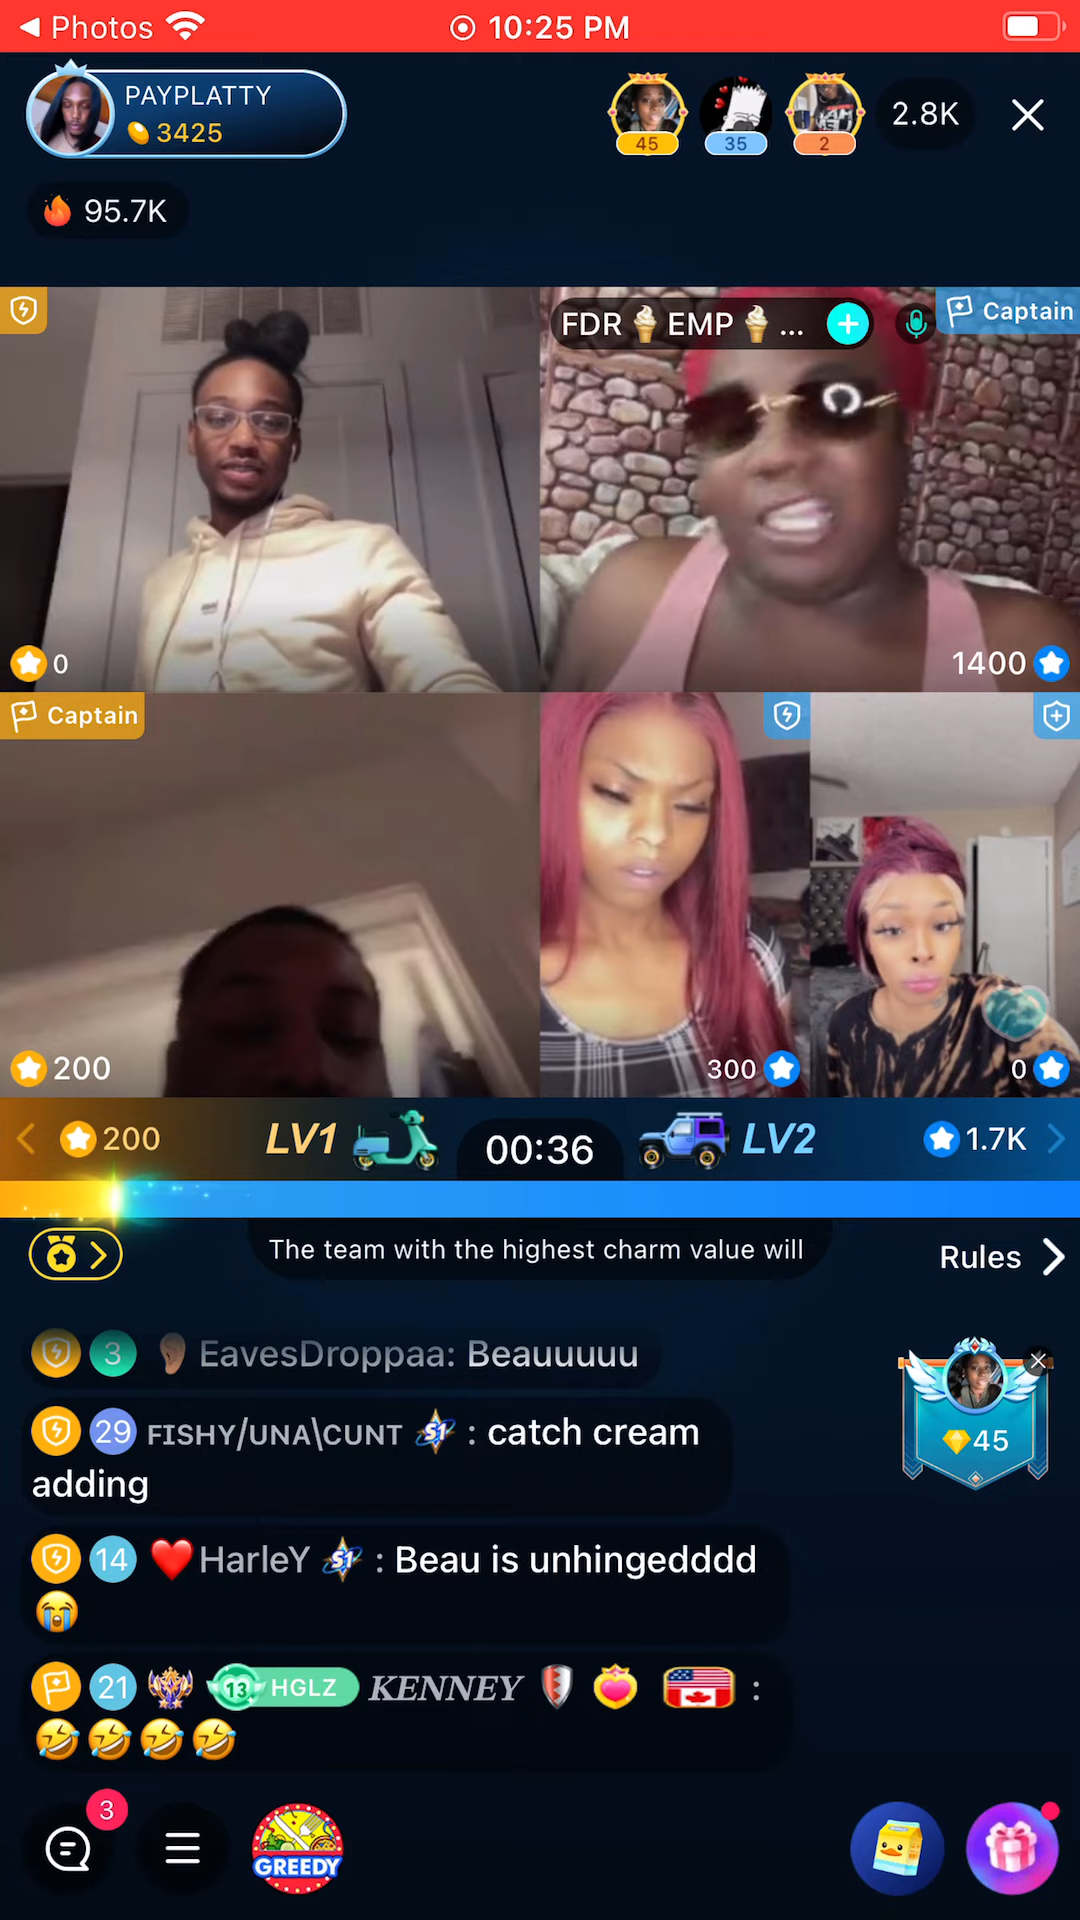 Photos
10:25 PM
PAYPLATTY
3425
45
35
2
2.8K
95.7K
FDR🍦EMP🍦...
Captain
0
1400
Captain
200
300
0
200
LV1
00:36
LV2
1.7K
The team with the highest charm value will
Rules
3 👂 EavesDroppaa: Beauuuuu
29 FISHY/UNA\CUNT S1 : catch cream
adding
45
14 ❤️HarleY S1 : Beau is unhingedddd
😭
21 13 HGLZ KENNEY :
🤣🤣🤣🤣
3
GREEDY